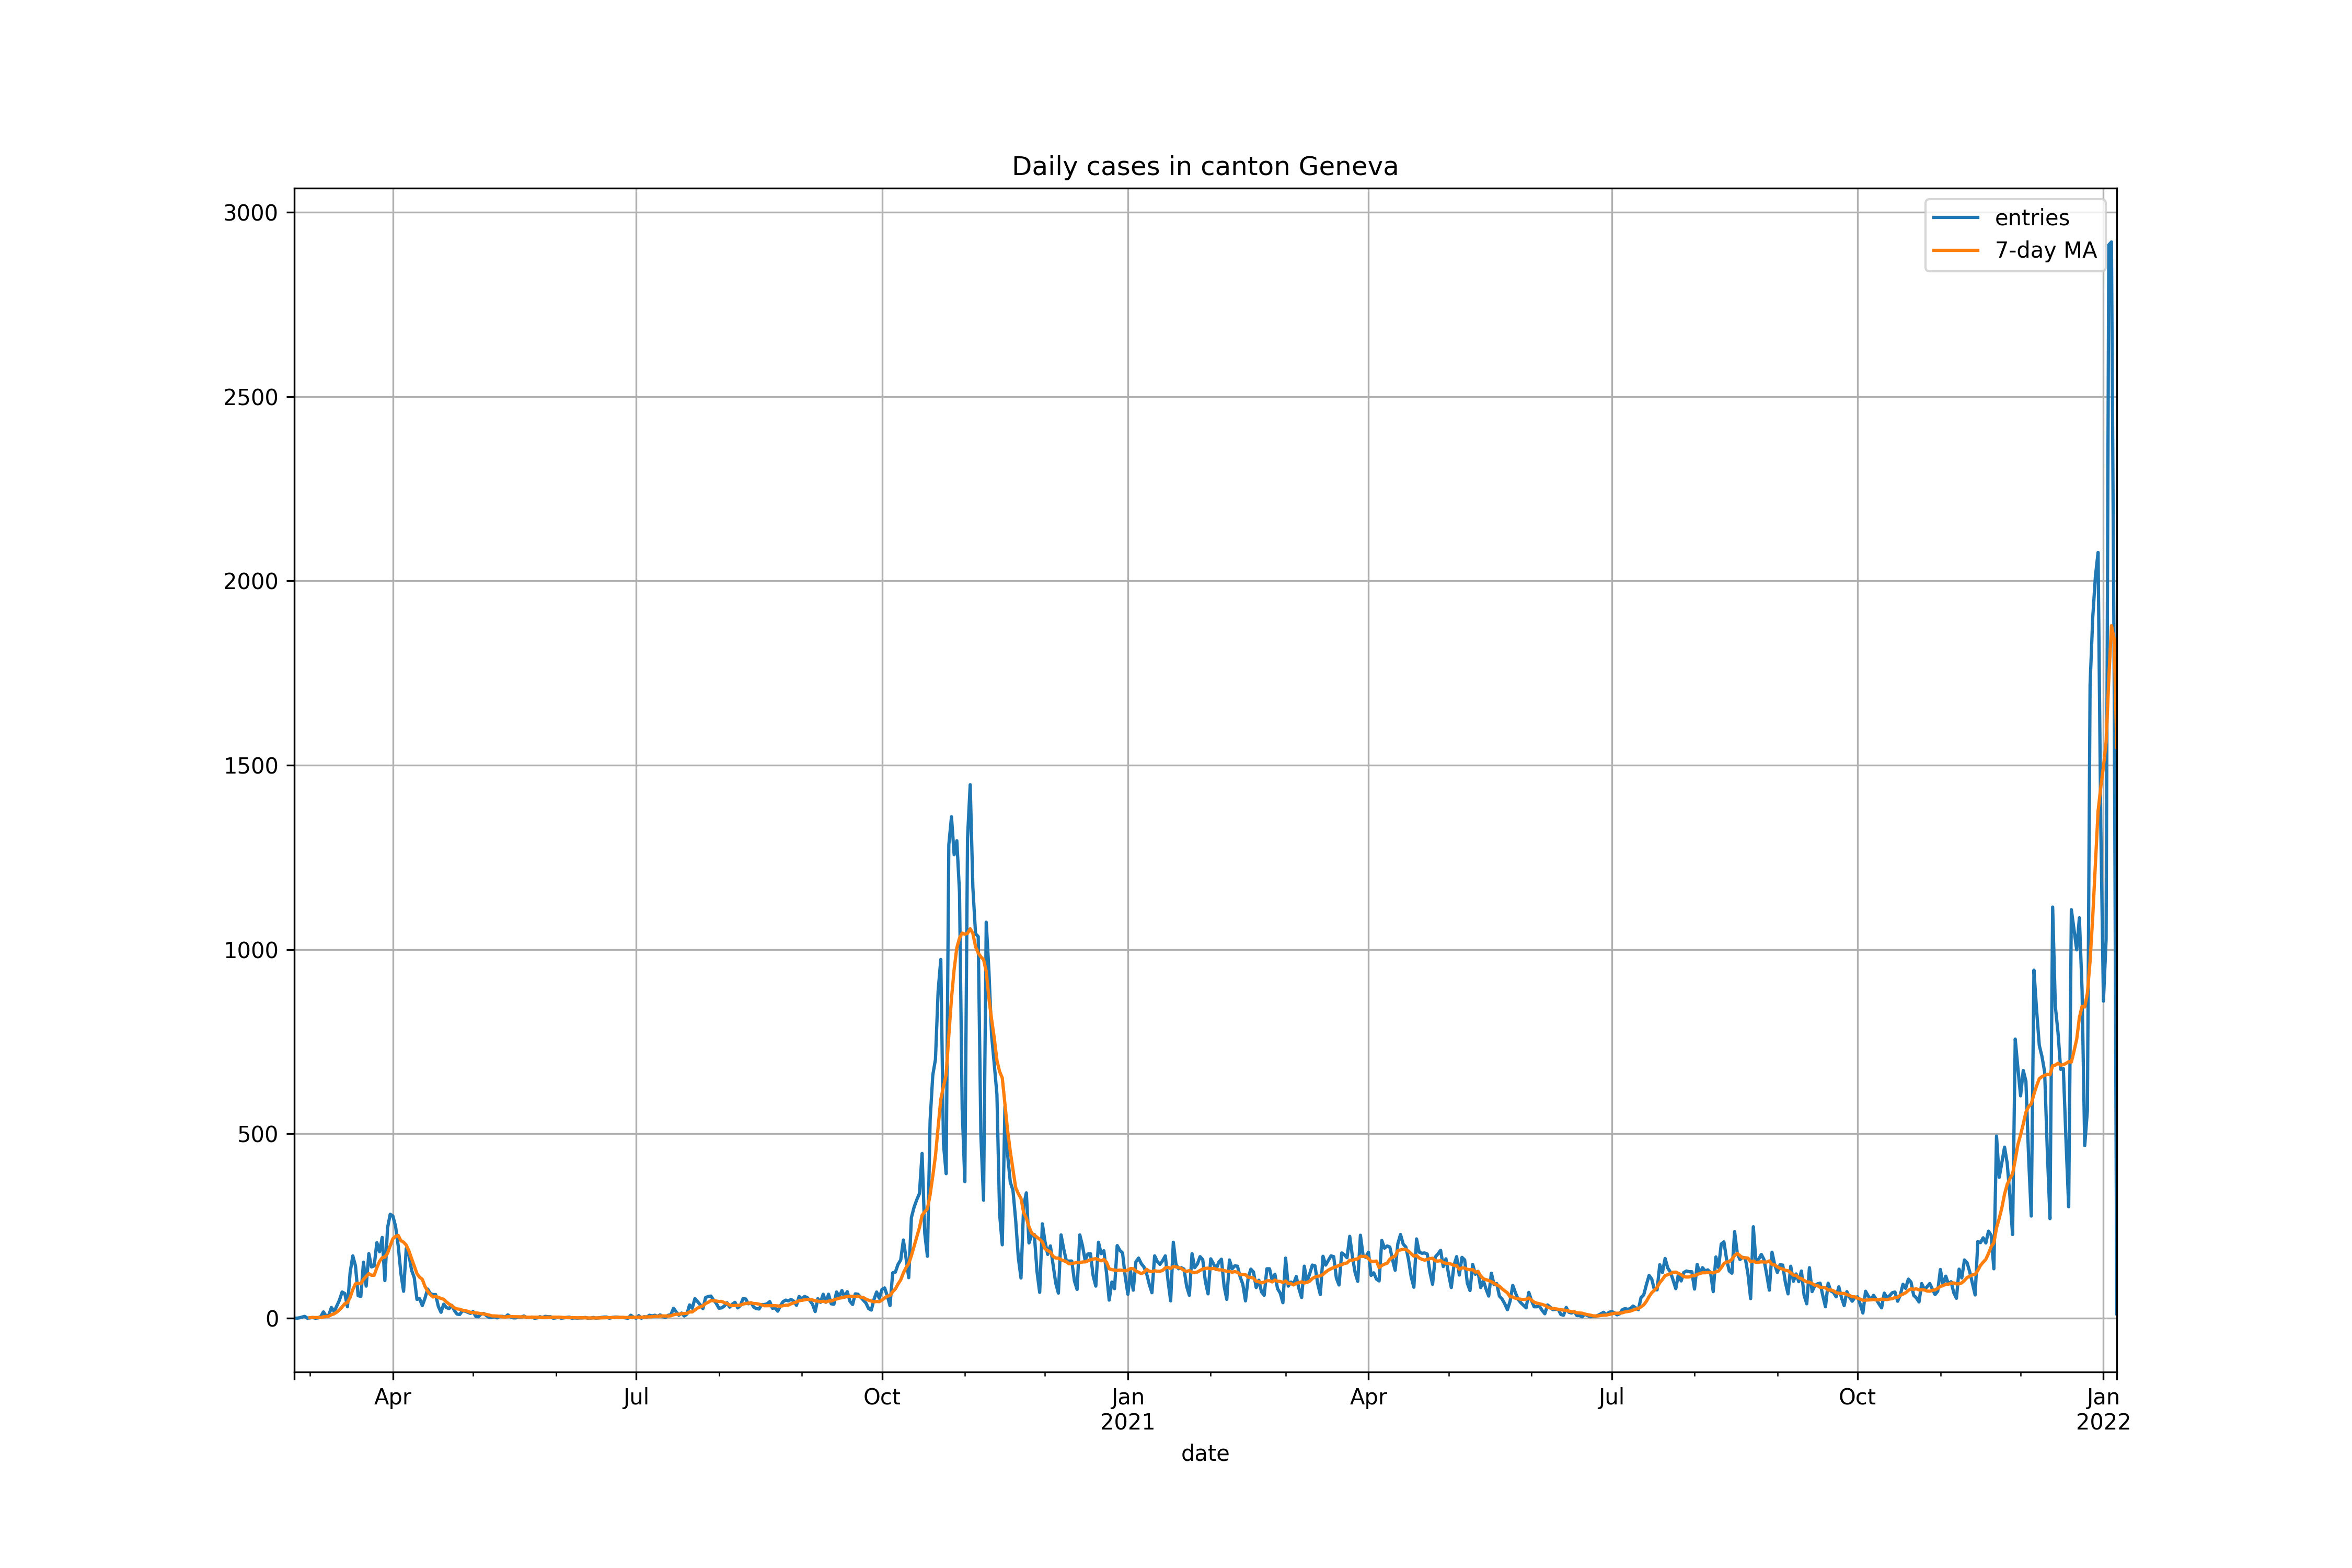 Daily cases in canton Geneva
entries
7-day MA
3000
2500
2000
1500
1000
500
0
Apr Jul Oct Jan Apr Jul Oct Jan
2021 2022
date